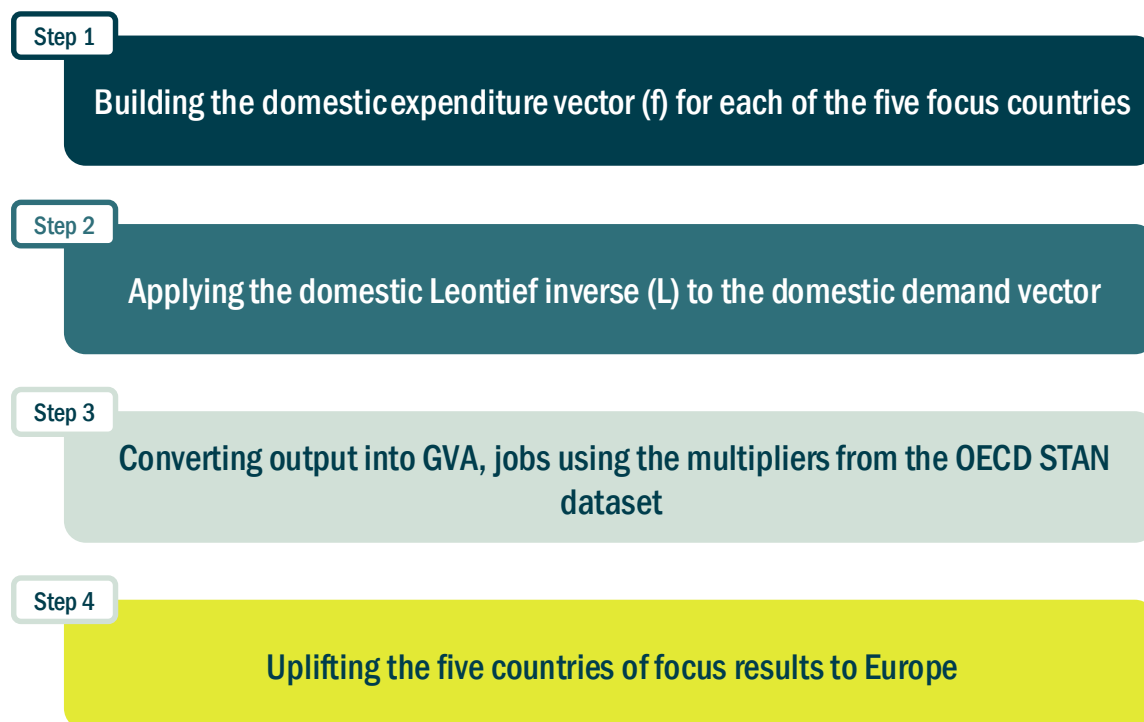 Step 1
Building the domestic expenditure vector (f) for each of the five focus countries
Step 2
Applying the domestic Leontief inverse (L) to the domestic demand vector
Step 3
Converting output into GVA, jobs using the multipliers from the OECD STAN
dataset
Step 4
Uplifting the five countries of focus results to Europe